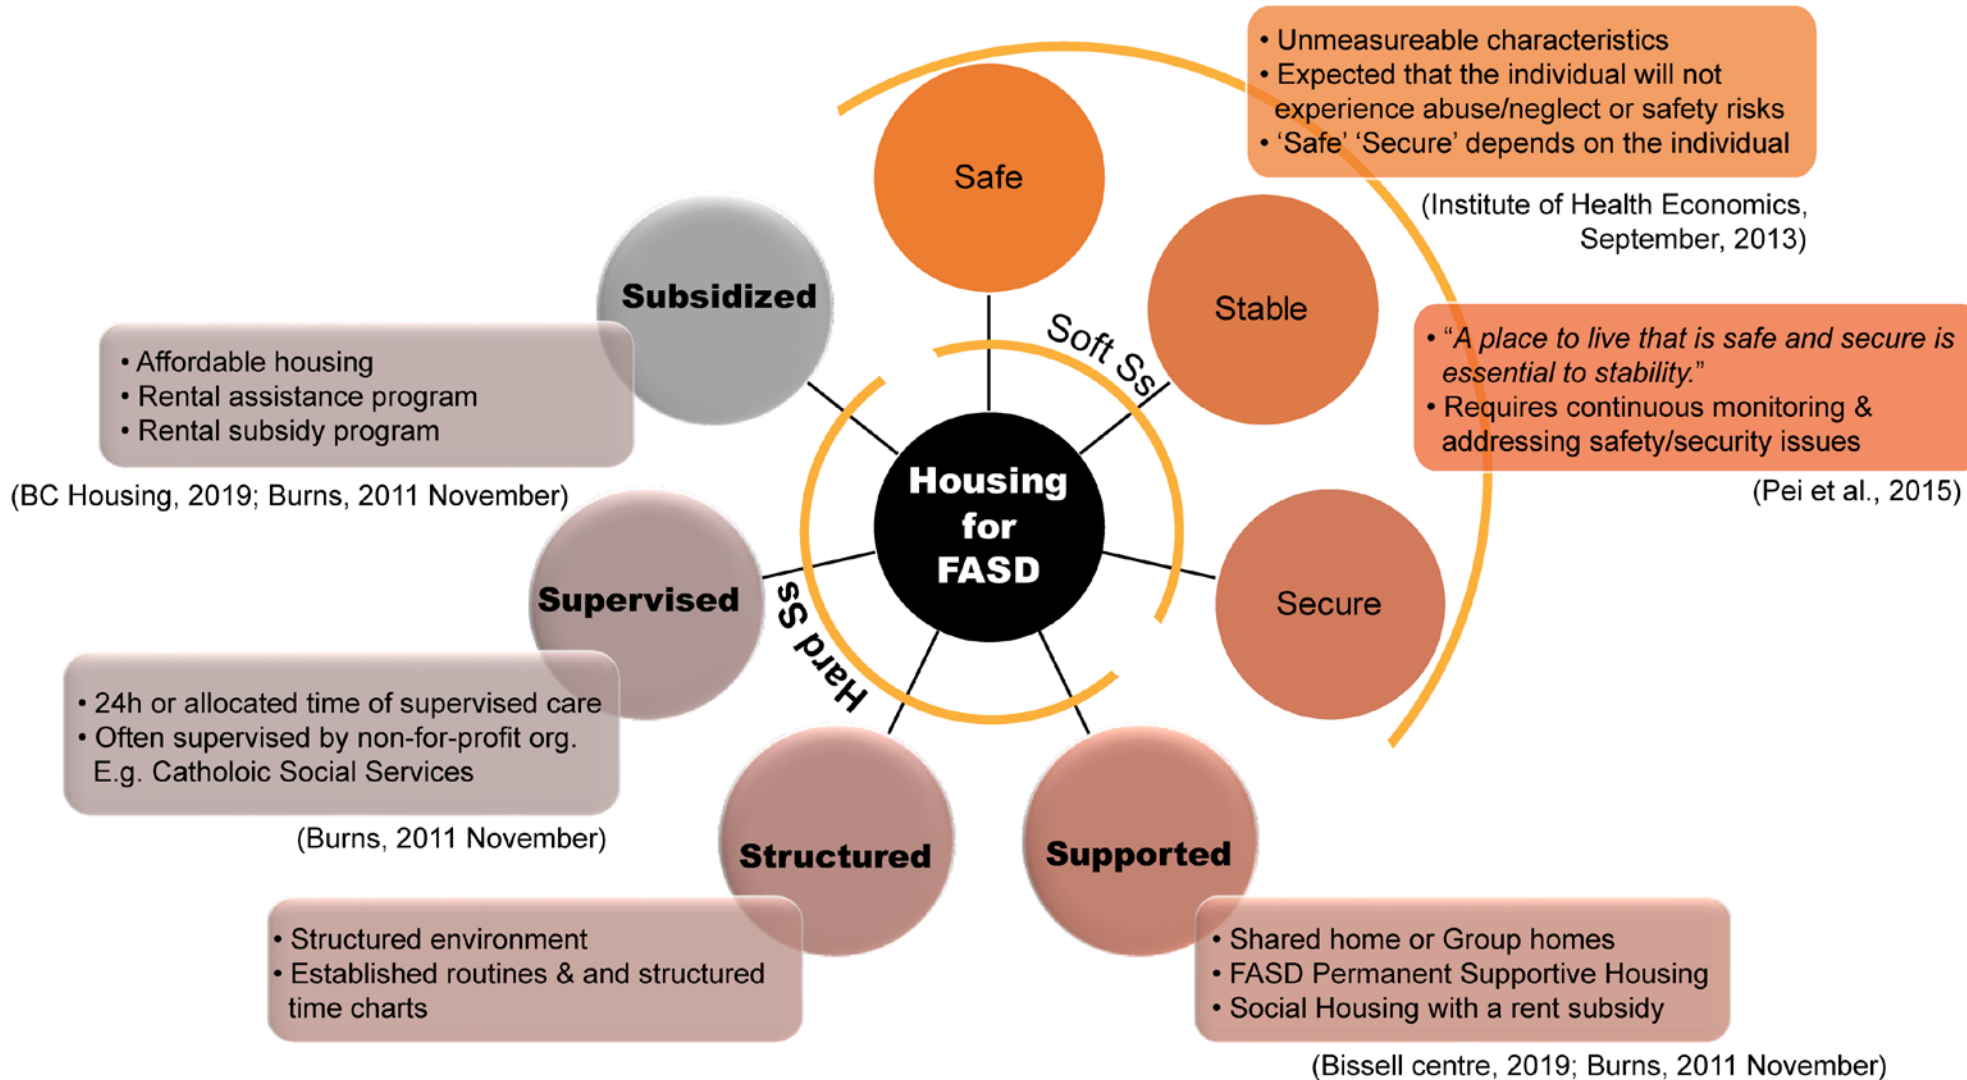 • Unmeasureable characteristics
• Expected that the individual will not
experience abuse/neglect or safety risks
• ‘Safe’ ‘Secure’ depends on the individual
(Institute of Health Economics,
September, 2013)
Safe
Stable
Secure
Soft Ss
• “A place to live that is safe and secure is
essential to stability.”
• Requires continuous monitoring &
addressing safety/security issues
(Pei et al., 2015)
Housing
for
FASD
Hard Ss
Subsidized
• Affordable housing
• Rental assistance program
• Rental subsidy program
(BC Housing, 2019; Burns, 2011 November)
Supervised
• 24h or allocated time of supervised care
• Often supervised by non-for-profit org.
E.g. Catholoic Social Services
(Burns, 2011 November)
Structured
• Structured environment
• Established routines & and structured
time charts
Supported
• Shared home or Group homes
• FASD Permanent Supportive Housing
• Social Housing with a rent subsidy
(Bissell centre, 2019; Burns, 2011 November)